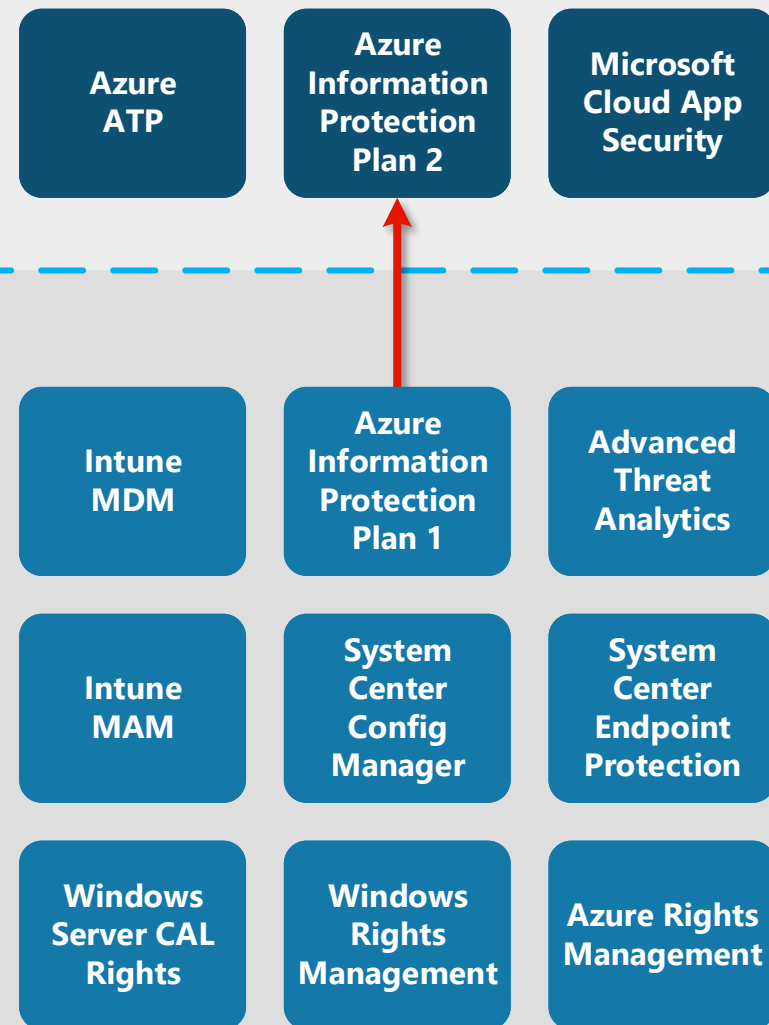 Azure
ATP
Azure
Information
Protection
Plan 2
Microsoft
Cloud App
Security
Intune
MDM
Azure
Information
Protection
Plan 1
Advanced
Threat
Analytics
Intune
MAM
System
Center
Config
Manager
System
Center
Endpoint
Protection
Windows
Server CAL
Rights
Windows
Rights
Management
Azure Rights
Management